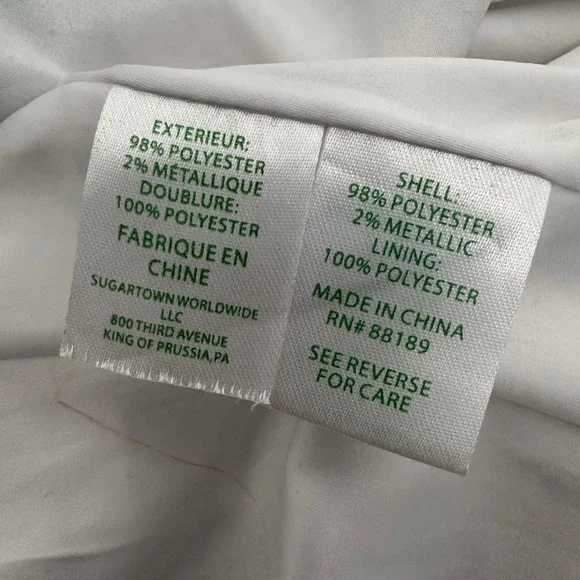 EXTERIEUR:
98% POLYESTER
2% METALLIQUE
DOUBLURE:
100% POLYESTER
FABRIQUE EN
CHINE
SUGARTOWN WORLDWIDE
LLC
800 THIRD AVENUE
KING OF PRUSSIA,PA
SHELL:
98% POLYESTER
2% METALLIC
LINING:
100% POLYESTER
MADE IN CHINA
RN# 88189
SEE REVERSE
FOR CARE